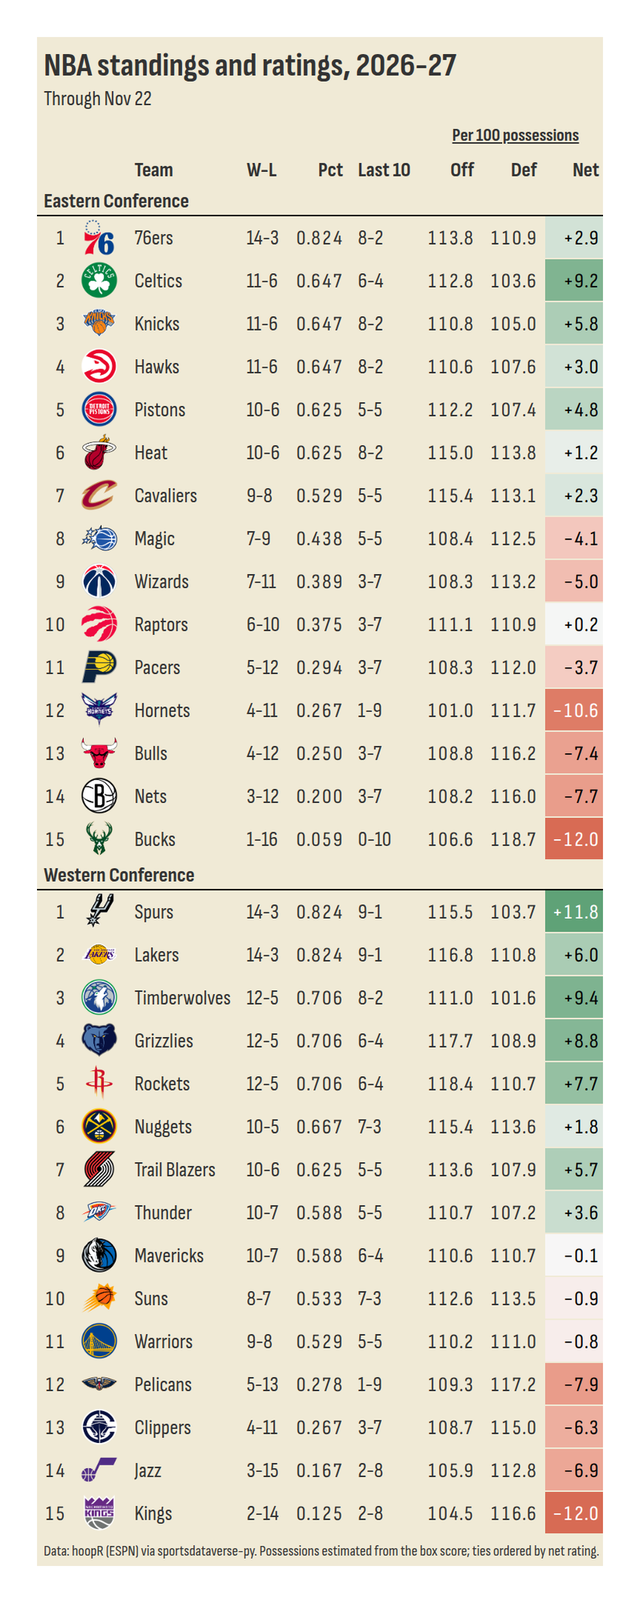 NBA standings and ratings, 2026-27
Through Nov 22
Per 100 possessions
Team W-L Pct Last 10 Off Def Net
Eastern Conference
1 76ers 14-3 0.824 8-2 113.8 110.9 +2.9
2 Celtics 11-6 0.647 6-4 112.8 103.6 +9.2
3 Knicks 11-6 0.647 8-2 110.8 105.0 +5.8
4 Hawks 11-6 0.647 8-2 110.6 107.6 +3.0
5 Pistons 10-6 0.625 5-5 112.2 107.4 +4.8
6 Heat 10-6 0.625 8-2 115.0 113.8 +1.2
7 Cavaliers 9-8 0.529 5-5 115.4 113.1 +2.3
8 Magic 7-9 0.438 5-5 108.4 112.5 −4.1
9 Wizards 7-11 0.389 3-7 108.3 113.2 −5.0
10 Raptors 6-10 0.375 3-7 111.1 110.9 +0.2
11 Pacers 5-12 0.294 3-7 108.3 112.0 −3.7
12 Hornets 4-11 0.267 1-9 101.0 111.7 −10.6
13 Bulls 4-12 0.250 3-7 108.8 116.2 −7.4
14 Nets 3-12 0.200 3-7 108.2 116.0 −7.7
15 Bucks 1-16 0.059 0-10 106.6 118.7 −12.0
Western Conference
1 Spurs 14-3 0.824 9-1 115.5 103.7 +11.8
2 Lakers 14-3 0.824 9-1 116.8 110.8 +6.0
3 Timberwolves 12-5 0.706 8-2 111.0 101.6 +9.4
4 Grizzlies 12-5 0.706 6-4 117.7 108.9 +8.8
5 Rockets 12-5 0.706 6-4 118.4 110.7 +7.7
6 Nuggets 10-5 0.667 7-3 115.4 113.6 +1.8
7 Trail Blazers 10-6 0.625 5-5 113.6 107.9 +5.7
8 Thunder 10-7 0.588 5-5 110.7 107.2 +3.6
9 Mavericks 10-7 0.588 6-4 110.6 110.7 −0.1
10 Suns 8-7 0.533 7-3 112.6 113.5 −0.9
11 Warriors 9-8 0.529 5-5 110.2 111.0 −0.8
12 Pelicans 5-13 0.278 1-9 109.3 117.2 −7.9
13 Clippers 4-11 0.267 3-7 108.7 115.0 −6.3
14 Jazz 3-15 0.167 2-8 105.9 112.8 −6.9
15 Kings 2-14 0.125 2-8 104.5 116.6 −12.0
Data: hoopR (ESPN) via sportsdataverse-py. Possessions estimated from the box score; ties ordered by net rating.